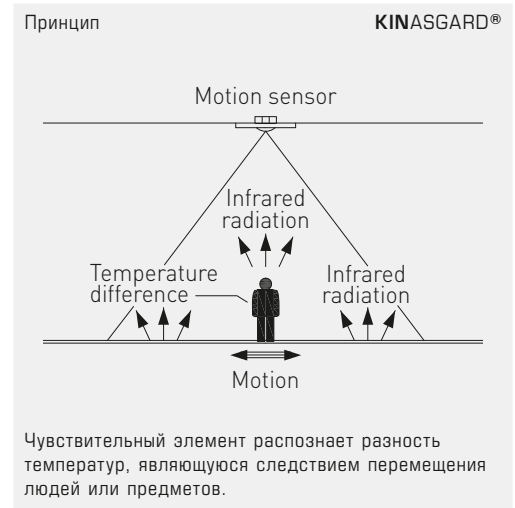 Принцип KINASGARD®
Motion sensor
Infrared
radiation
Temperature
difference
Infrared
radiation
Motion
Чувствительный элемент распознает разность
температур, являющуюся следствием перемещения
людей или предметов.